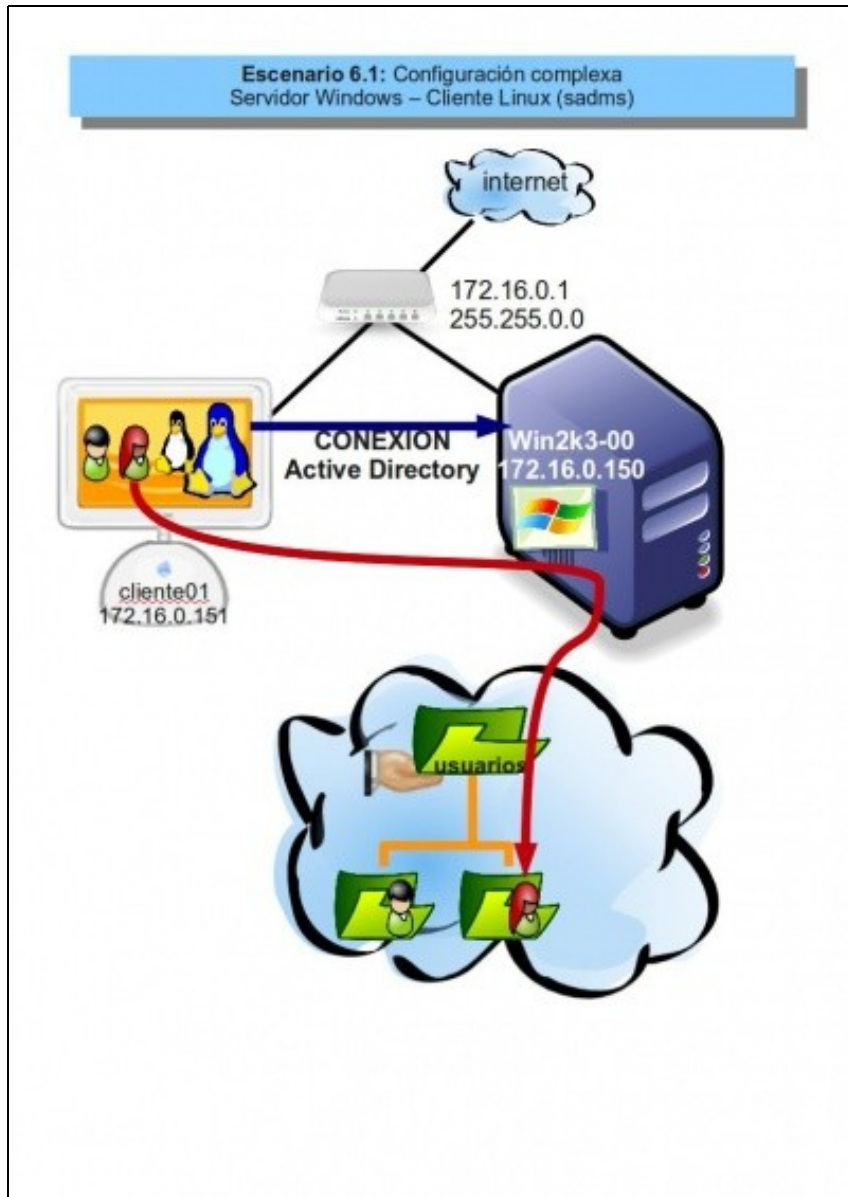 Escenario 6.1: Configuración complexa
Servidor Windows – Cliente Linux (sadms)
internet
172.16.0.1
255.255.0.0
CONEXION
Active Directory
Win2k3-00
172.16.0.150
cliente01
172.16.0.151
usuarios